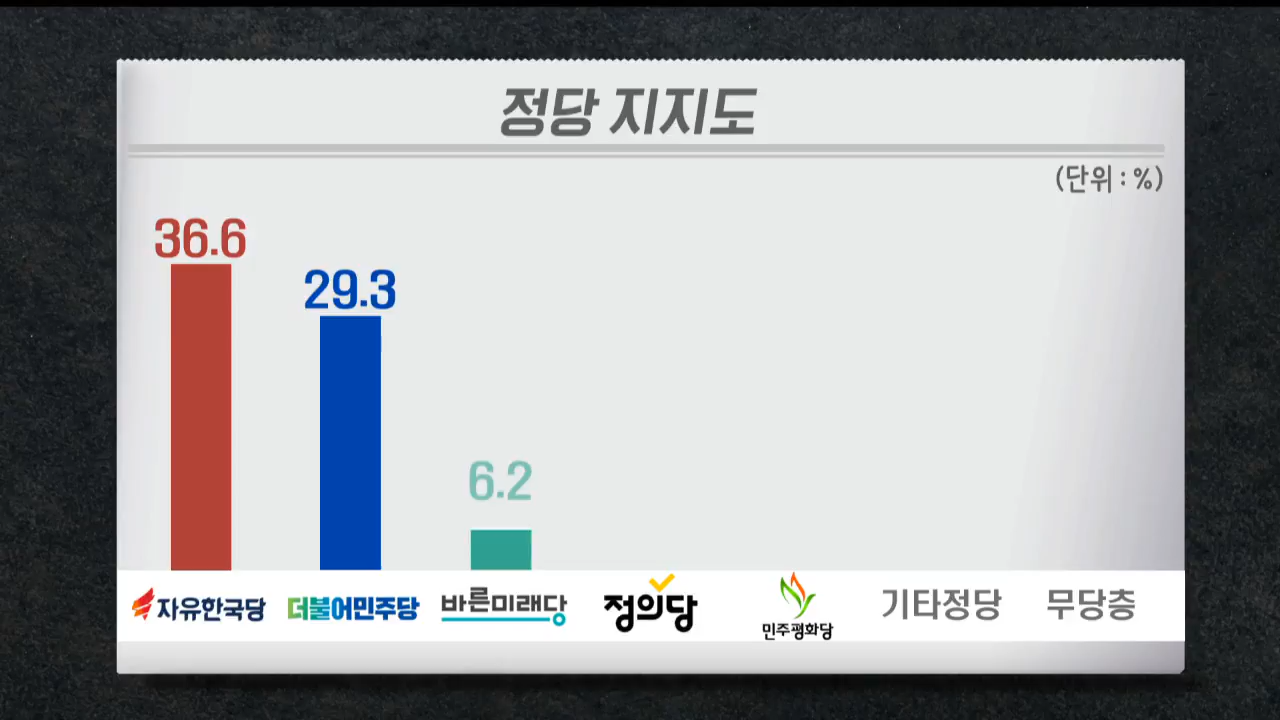 정당 지지도
(단위 : %)
36.6
29.3
6.2
자유한국당 더불어민주당 바른미래당 정의당 민주평화당 기타정당 무당층